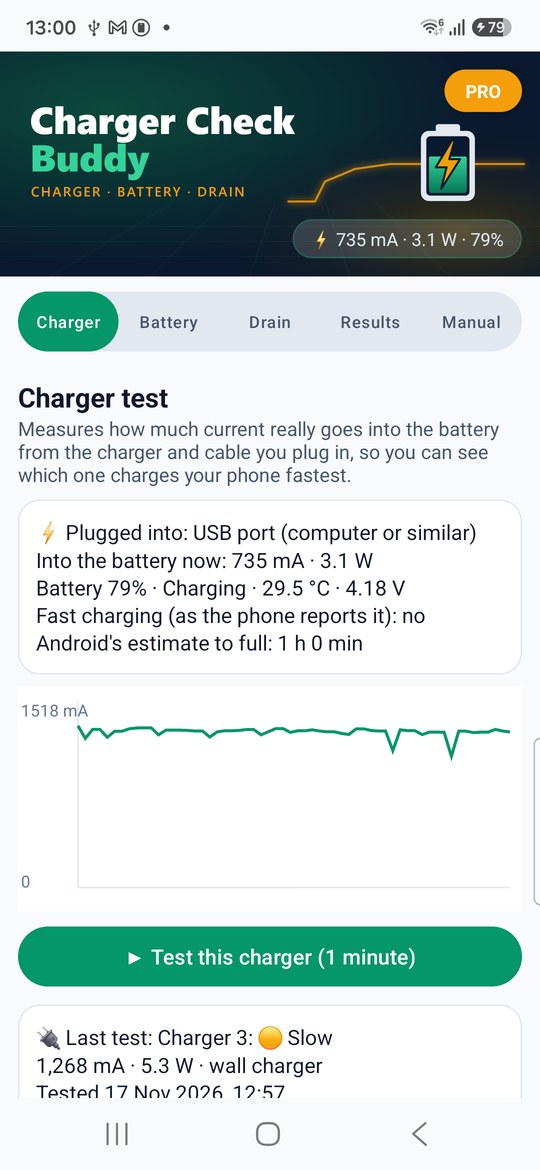 13:00
6
79
PRO
Charger Check
Buddy
CHARGER · BATTERY · DRAIN
⚡ 735 mA · 3.1 W · 79%
Charger Battery Drain Results Manual
Charger test
Measures how much current really goes into the battery
from the charger and cable you plug in, so you can see
which one charges your phone fastest.
⚡ Plugged into: USB port (computer or similar)
Into the battery now: 735 mA · 3.1 W
Battery 79% · Charging · 29.5 °C · 4.18 V
Fast charging (as the phone reports it): no
Android's estimate to full: 1 h 0 min
1518 mA
0
► Test this charger (1 minute)
🔌 Last test: Charger 3: 🟠 Slow
1,268 mA · 5.3 W · wall charger
Tested 17 Nov 2026, 12:57